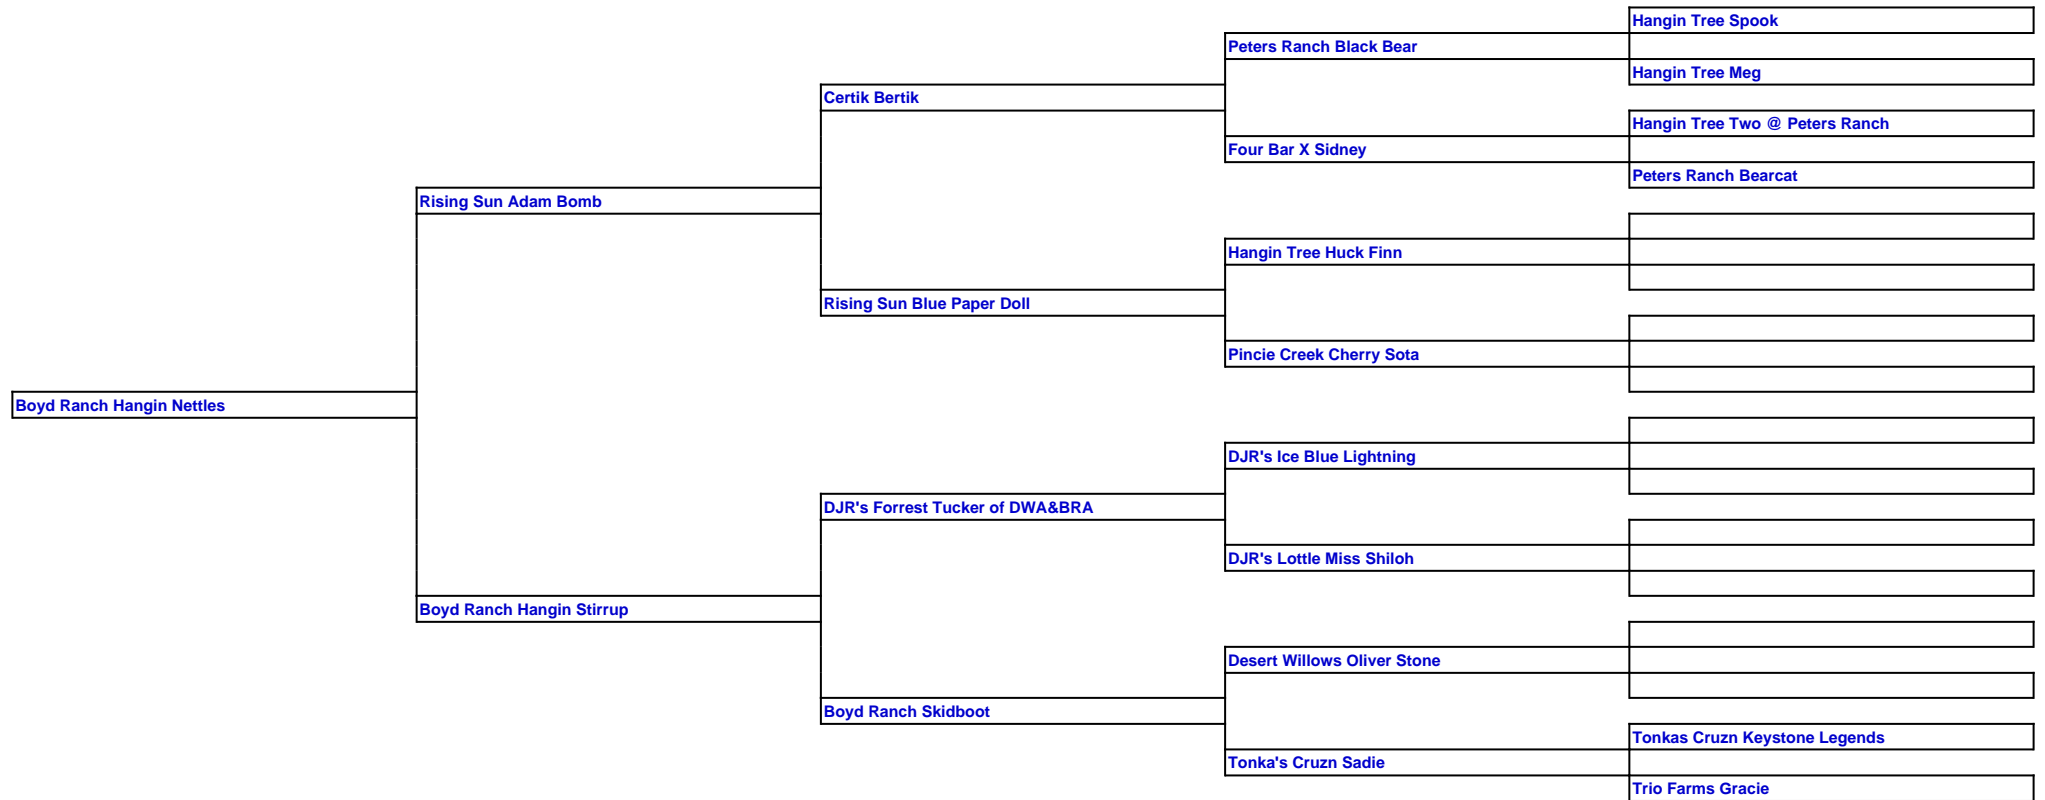 Hangin Tree Spook
Peters Ranch Black Bear
Hangin Tree Meg
Certik Bertik
Hangin Tree Two @ Peters Ranch
Four Bar X Sidney
Peters Ranch Bearcat
Rising Sun Adam Bomb
Hangin Tree Huck Finn
Rising Sun Blue Paper Doll
Pincie Creek Cherry Sota
Boyd Ranch Hangin Nettles
DJR's Ice Blue Lightning
DJR's Forrest Tucker of DWA&BRA
DJR's Lottle Miss Shiloh
Boyd Ranch Hangin Stirrup
Desert Willows Oliver Stone
Boyd Ranch Skidboot
Tonkas Cruzn Keystone Legends
Tonka's Cruzn Sadie
Trio Farms Gracie